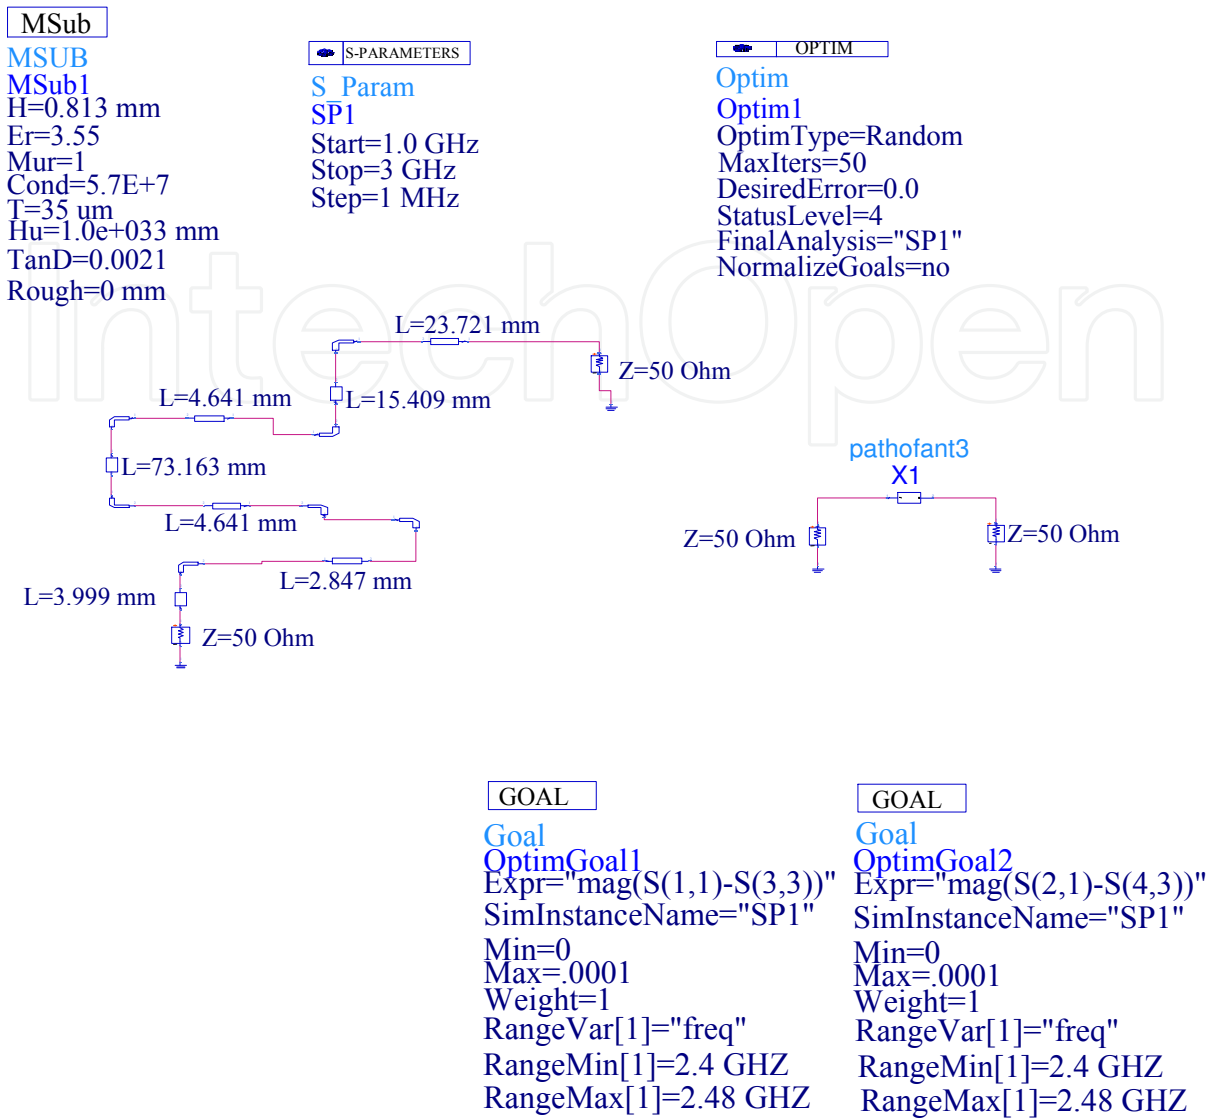 MSub
MSUB
MSub1
H=0.813 mm
Er=3.55
Mur=1
Cond=5.7E+7
T=35 um
Hu=1.0e+033 mm
TanD=0.0021
Rough=0 mm
S-PARAMETERS
S_Param
SP1
Start=1.0 GHz
Stop=3 GHz
Step=1 MHz
OPTIM
Optim
Optim1
OptimType=Random
MaxIters=50
DesiredError=0.0
StatusLevel=4
FinalAnalysis="SP1"
NormalizeGoals=no
IntechOpen
L=23.721 mm
Z=50 Ohm
L=4.641 mm
L=15.409 mm
L=73.163 mm
L=4.641 mm
L=2.847 mm
L=3.999 mm
Z=50 Ohm
pathofant3
X1
Z=50 Ohm
Z=50 Ohm
GOAL
Goal
OptimGoal1
Expr="mag(S(1,1)-S(3,3))"
SimInstanceName="SP1"
Min=0
Max=.0001
Weight=1
RangeVar[1]="freq"
RangeMin[1]=2.4 GHZ
RangeMax[1]=2.48 GHZ
GOAL
Goal
OptimGoal2
Expr="mag(S(2,1)-S(4,3))"
SimInstanceName="SP1"
Min=0
Max=.0001
Weight=1
RangeVar[1]="freq"
RangeMin[1]=2.4 GHZ
RangeMax[1]=2.48 GHZ